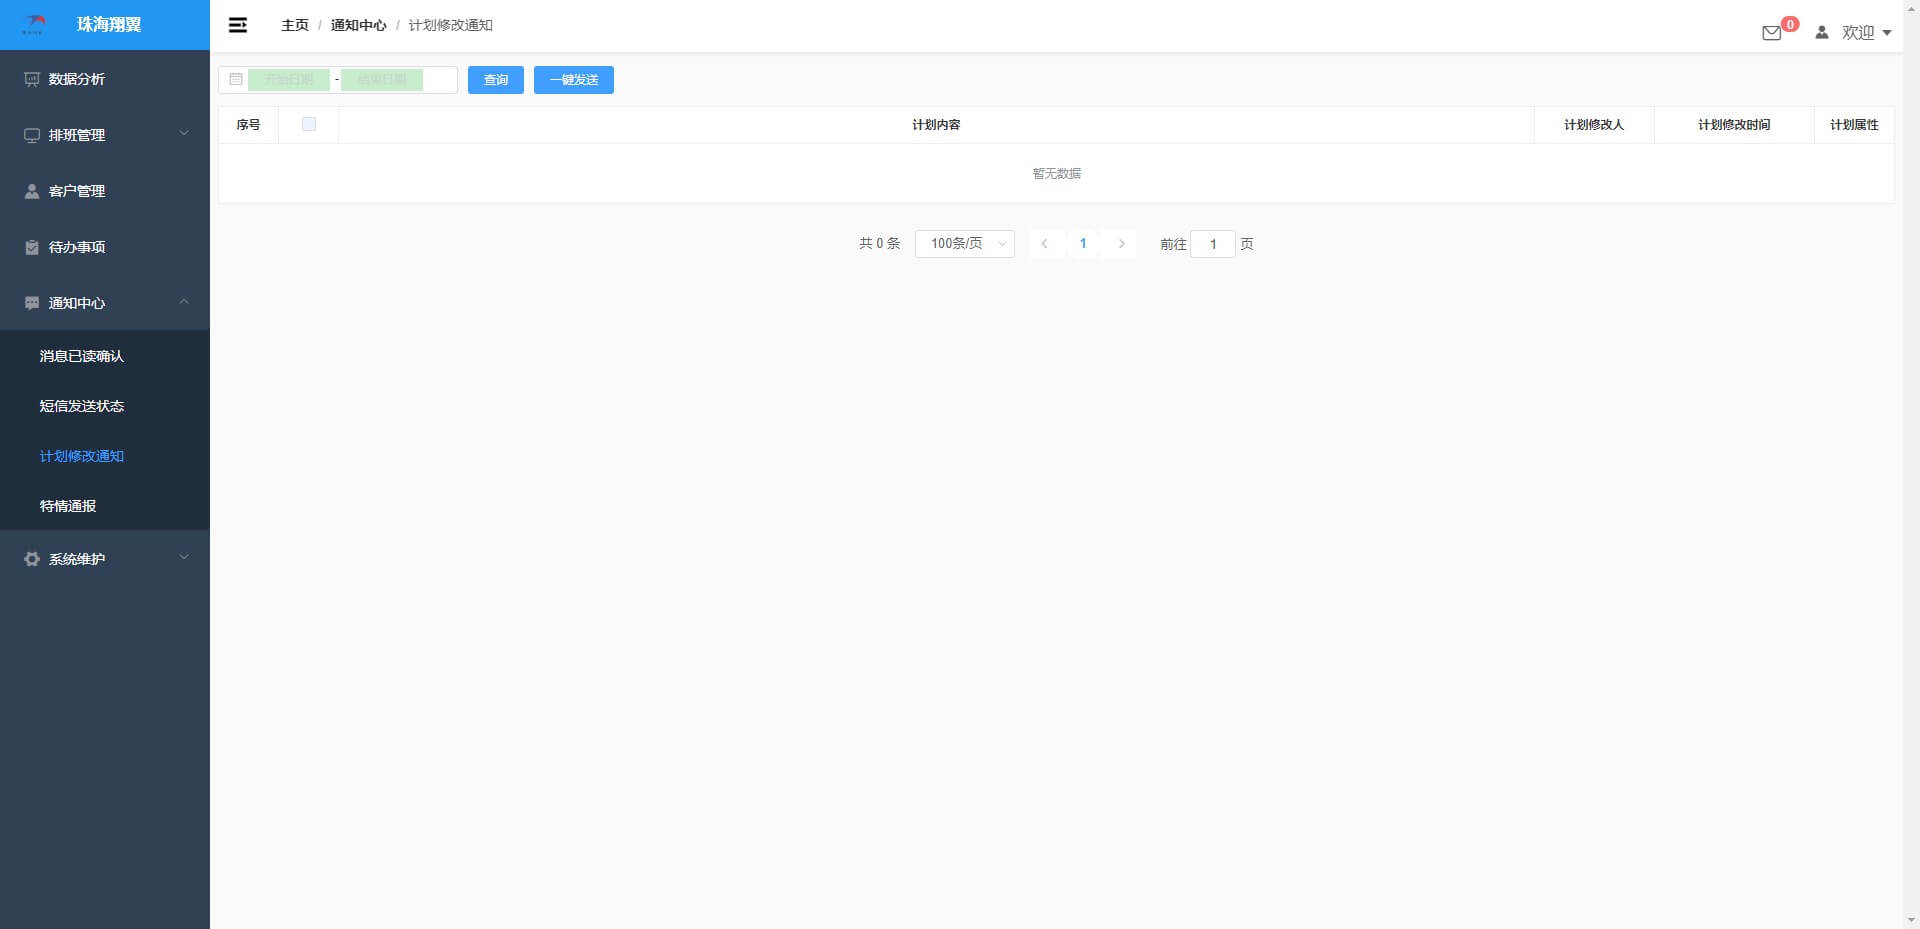 珠海翔翼
主页 / 通知中心 / 计划修改通知
0
欢迎
数据分析
排班管理
客户管理
待办事项
通知中心
消息已读确认
短信发送状态
计划修改通知
特情通报
系统维护
开始日期 - 结束日期 查询 一键发送
序号 计划内容 计划修改人 计划修改时间 计划属性
暂无数据
共 0 条 100条/页 1 前往 1 页